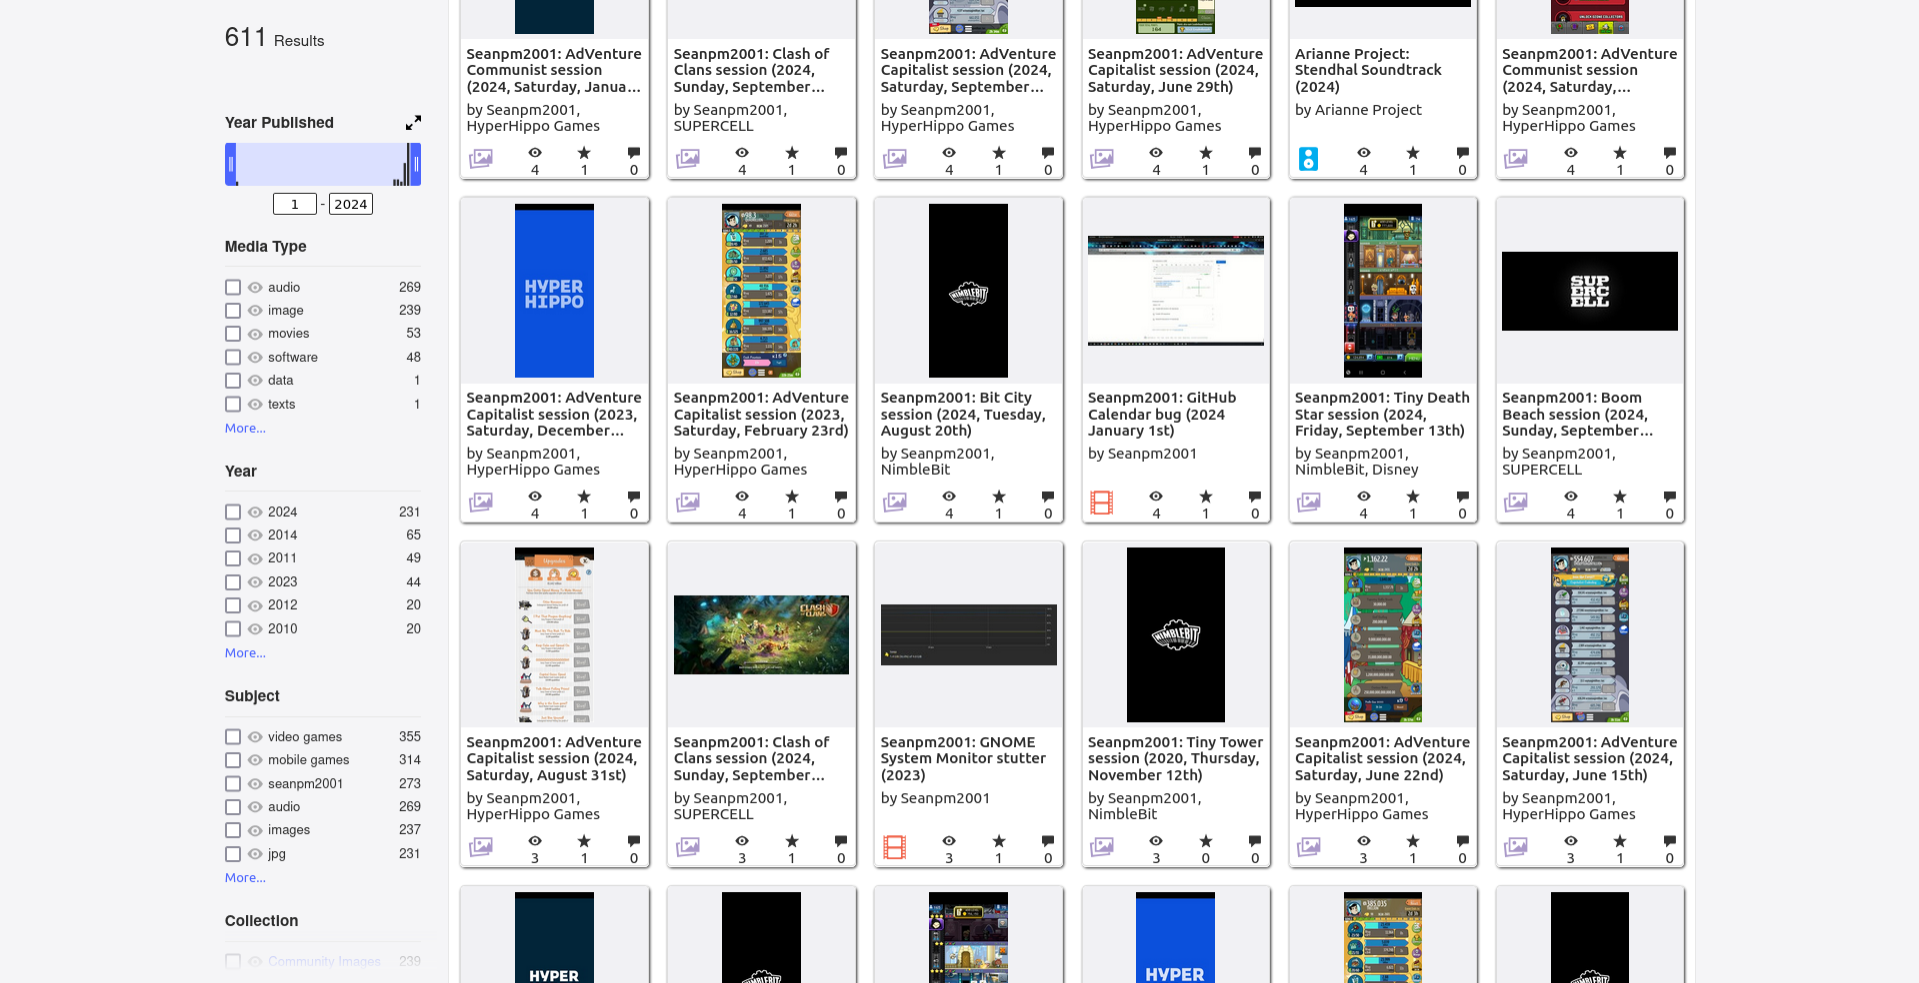 611 Results
Year Published
1 - 2024
Media Type
audio 269
image 239
movies 53
software 48
data 1
texts 1
More...
Year
2024 231
2014 65
2011 49
2023 44
2012 20
2010 20
More...
Subject
video games 355
mobile games 314
seanpm2001 273
audio 269
images 237
jpg 231
More...
Collection
Community Images 239
Seanpm2001: AdVenture
Communist session
(2024, Saturday, Janua...
by Seanpm2001,
HyperHippo Games
4 1 0
Seanpm2001: Clash of
Clans session (2024,
Sunday, September...
by Seanpm2001,
SUPERCELL
4 1 0
Seanpm2001: AdVenture
Capitalist session (2024,
Saturday, September...
by Seanpm2001,
HyperHippo Games
4 1 0
164
Seanpm2001: AdVenture
Capitalist session (2024,
Saturday, June 29th)
by Seanpm2001,
HyperHippo Games
4 1 0
Arianne Project:
Stendhal Soundtrack
(2024)
by Arianne Project
4 1 0
Seanpm2001: AdVenture
Communist session
(2024, Saturday,...
by Seanpm2001,
HyperHippo Games
4 1 0
HYPER
HIPPO
Seanpm2001: AdVenture
Capitalist session (2023,
Saturday, December...
by Seanpm2001,
HyperHippo Games
4 1 0
Seanpm2001: AdVenture
Capitalist session (2023,
Saturday, February 23rd)
by Seanpm2001,
HyperHippo Games
4 1 0
NIMBLEBIT
Seanpm2001: Bit City
session (2024, Tuesday,
August 20th)
by Seanpm2001,
NimbleBit
4 1 0
Seanpm2001: GitHub
Calendar bug (2024
January 1st)
by Seanpm2001
4 1 0
Seanpm2001: Tiny Death
Star session (2024,
Friday, September 13th)
by Seanpm2001,
NimbleBit, Disney
4 1 0
SUP
ERC
ELL
Seanpm2001: Boom
Beach session (2024,
Sunday, September...
by Seanpm2001,
SUPERCELL
4 1 0
Upgrades
Seanpm2001: AdVenture
Capitalist session (2024,
Saturday, August 31st)
by Seanpm2001,
HyperHippo Games
3 1 0
CLASH
OF
CLANS
Seanpm2001: Clash of
Clans session (2024,
Sunday, September...
by Seanpm2001,
SUPERCELL
3 1 0
Seanpm2001: GNOME
System Monitor stutter
(2023)
by Seanpm2001
3 1 0
NIMBLEBIT
Seanpm2001: Tiny Tower
session (2020, Thursday,
November 12th)
by Seanpm2001,
NimbleBit
3 0 0
1,362.22
Seanpm2001: AdVenture
Capitalist session (2024,
Saturday, June 22nd)
by Seanpm2001,
HyperHippo Games
3 1 0
554.607
Seanpm2001: AdVenture
Capitalist session (2024,
Saturday, June 15th)
by Seanpm2001,
HyperHippo Games
3 1 0
HYPER
HYPER
385.035